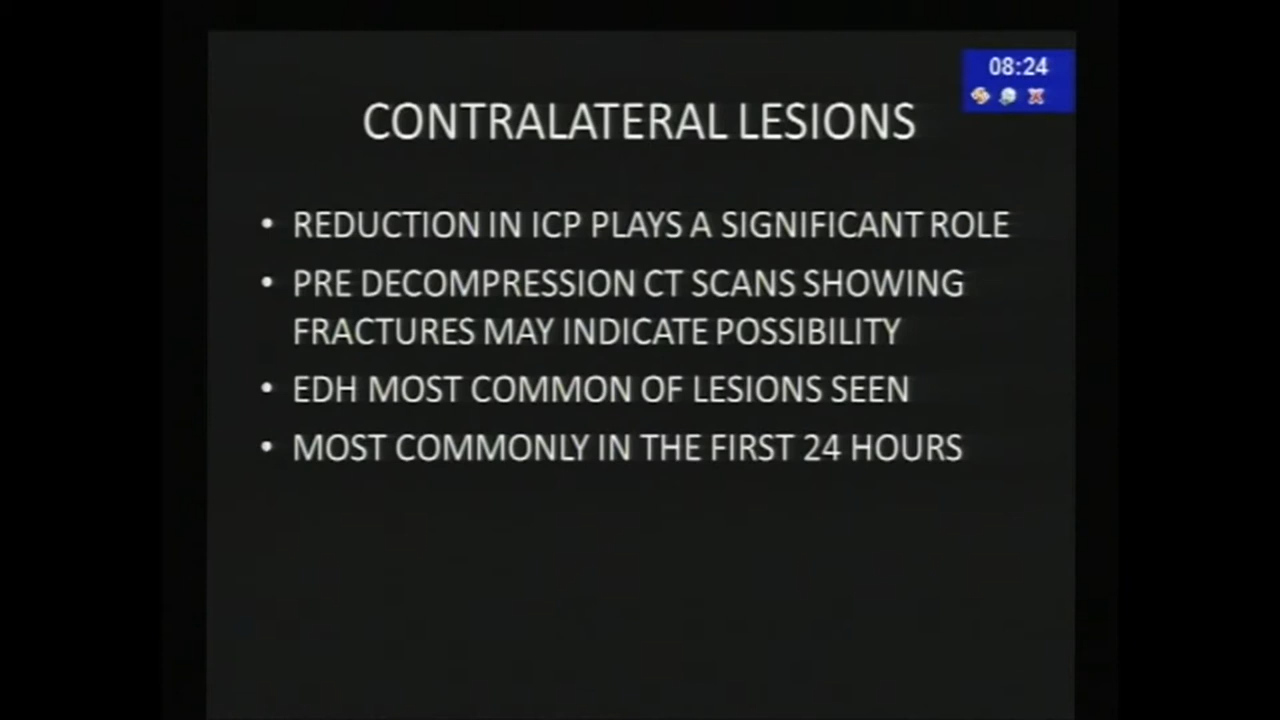 08:24
CONTRALATERAL LESIONS
• REDUCTION IN ICP PLAYS A SIGNIFICANT ROLE
• PRE DECOMPRESSION CT SCANS SHOWING
FRACTURES MAY INDICATE POSSIBILITY
• EDH MOST COMMON OF LESIONS SEEN
• MOST COMMONLY IN THE FIRST 24 HOURS